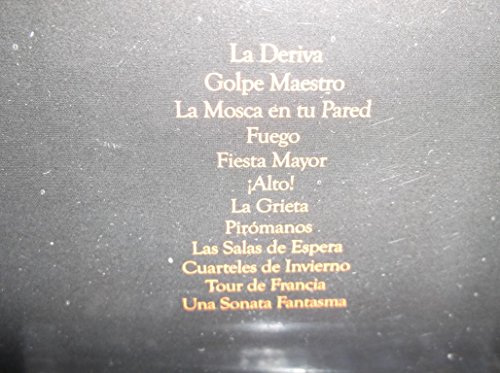 La Deriva
Golpe Maestro
La Mosca en tu Pared
Fuego
Fiesta Mayor
¡Alto!
La Grieta
Pirómanos
Las Salas de Espera
Cuarteles de Invierno
Tour de Francia
Una Sonata Fantasma